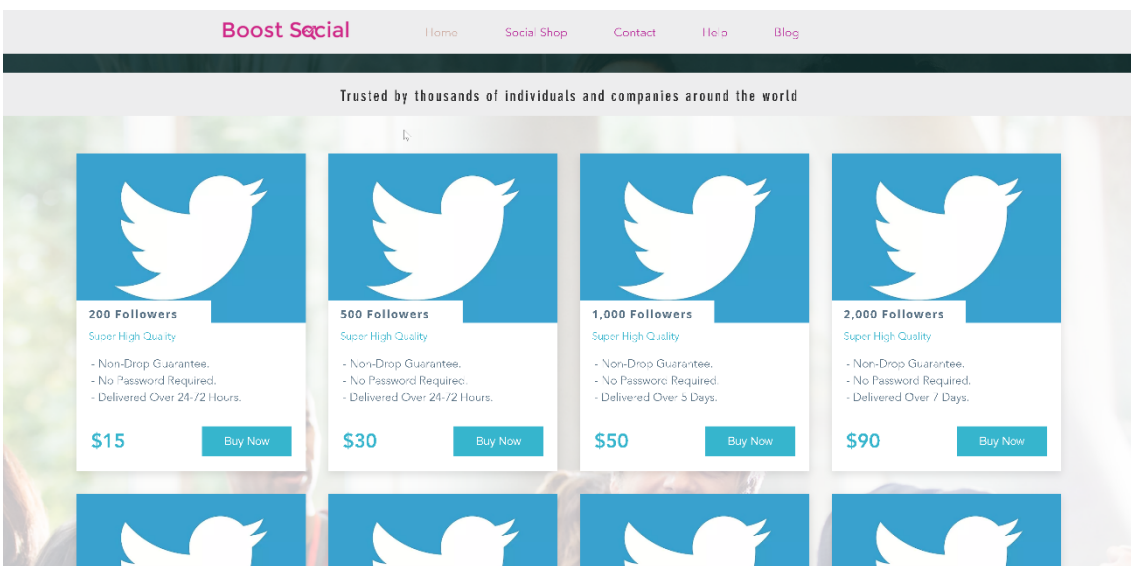 Boost Social
Home Social Shop Contact Help Blog
Trusted by thousands of individuals and companies around the world
200 Followers
Super High Quality
- Non-Drop Guarantee.
- No Password Required.
- Delivered Over 24-72 Hours.
$15 Buy Now
500 Followers
Super High Quality
- Non-Drop Guarantee.
- No Password Required.
- Delivered Over 24-72 Hours.
$30 Buy Now
1,000 Followers
Super High Quality
- Non-Drop Guarantee.
- No Password Required.
- Delivered Over 5 Days.
$50 Buy Now
2,000 Followers
Super High Quality
- Non-Drop Guarantee.
- No Password Required.
- Delivered Over 7 Days.
$90 Buy Now